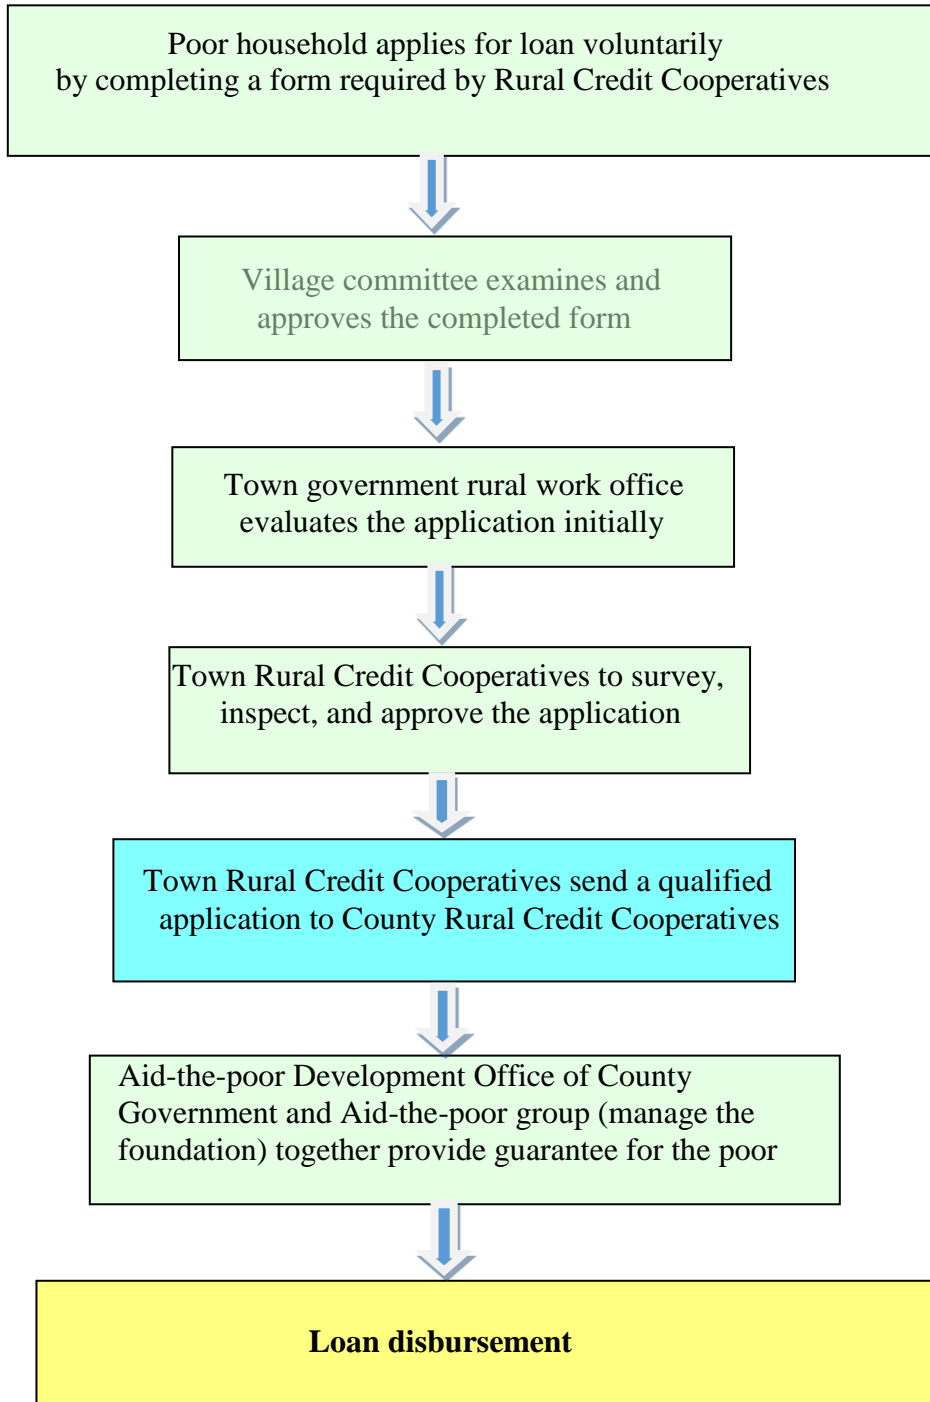 Poor household applies for loan voluntarily
by completing a form required by Rural Credit Cooperatives
Village committee examines and
approves the completed form
Town government rural work office
evaluates the application initially
Town Rural Credit Cooperatives to survey,
inspect, and approve the application
Town Rural Credit Cooperatives send a qualified
application to County Rural Credit Cooperatives
Aid-the-poor Development Office of County
Government and Aid-the-poor group (manage the
foundation) together provide guarantee for the poor
Loan disbursement